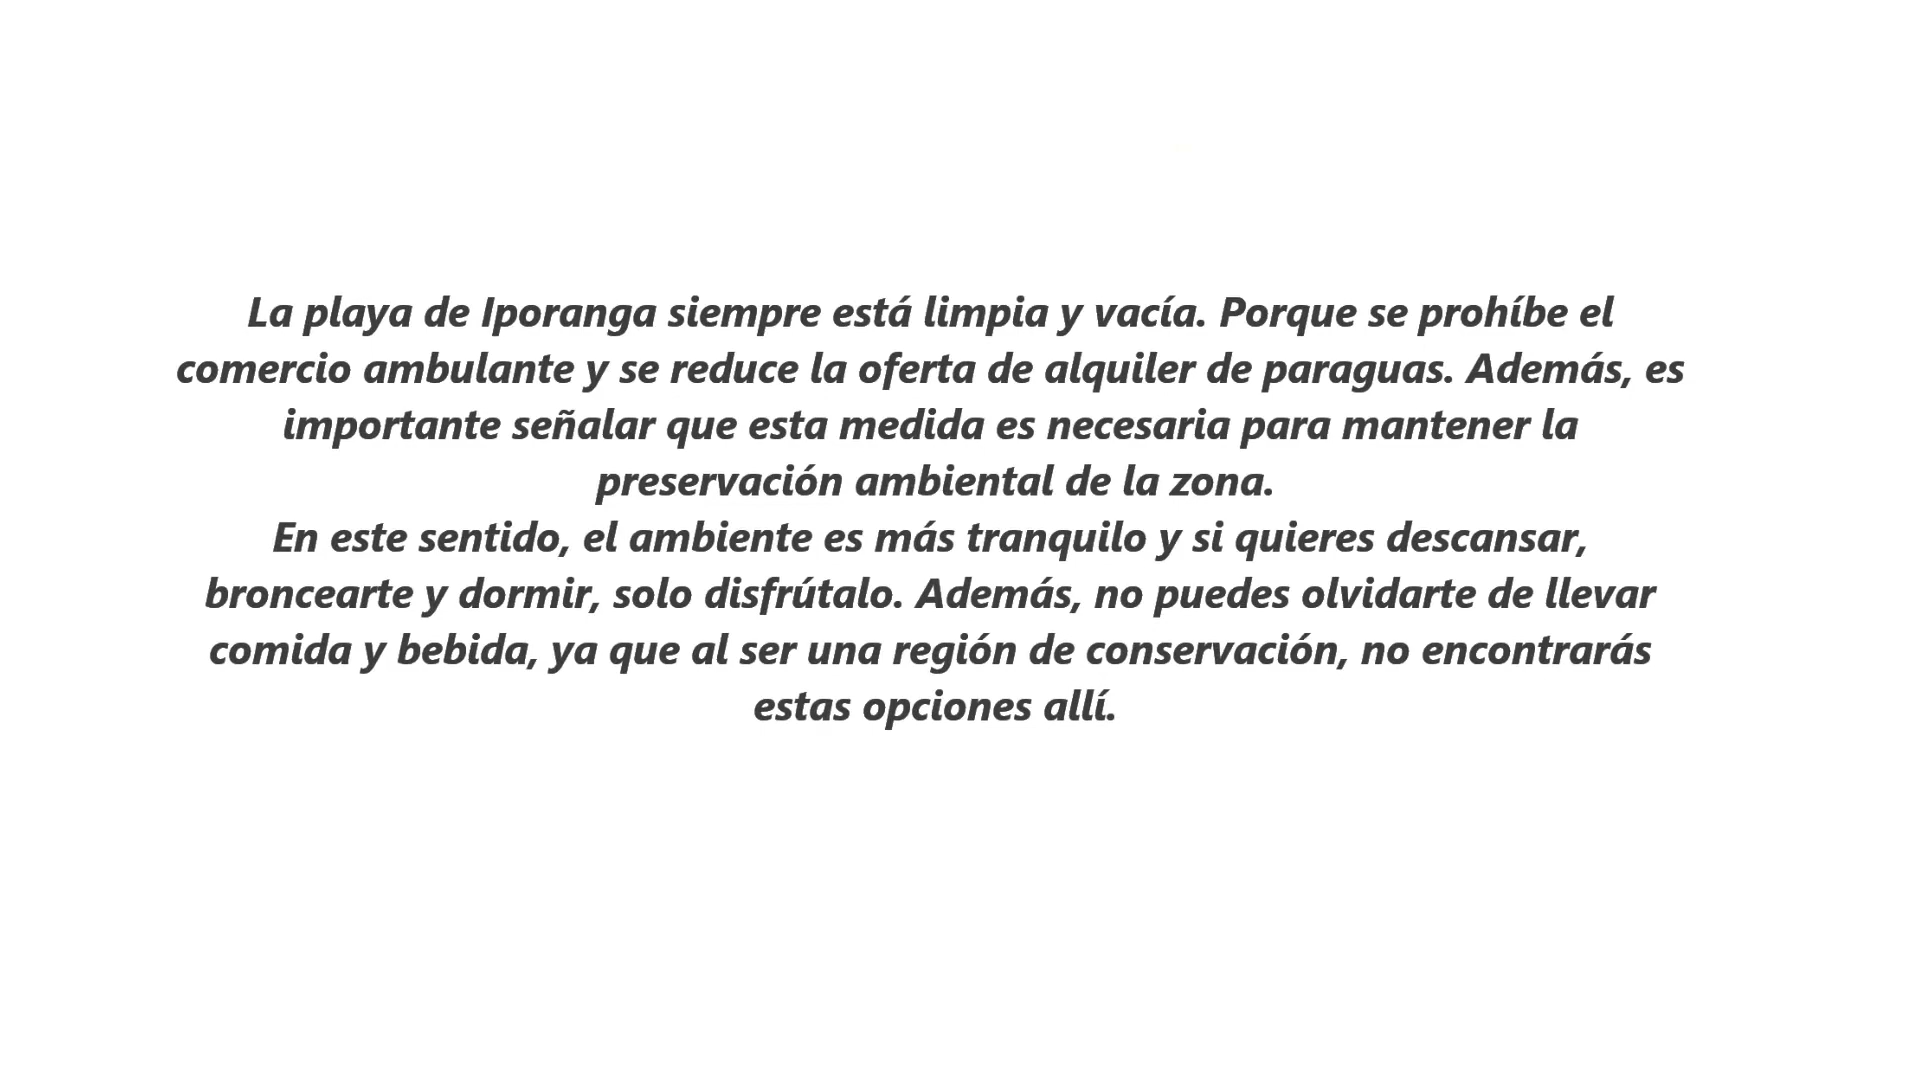 La playa de Iporanga siempre está limpia y vacía. Porque se prohíbe el
comercio ambulante y se reduce la oferta de alquiler de paraguas. Además, es
importante señalar que esta medida es necesaria para mantener la
preservación ambiental de la zona.
En este sentido, el ambiente es más tranquilo y si quieres descansar,
broncearte y dormir, solo disfrútalo. Además, no puedes olvidarte de llevar
comida y bebida, ya que al ser una región de conservación, no encontrarás
estas opciones allí.